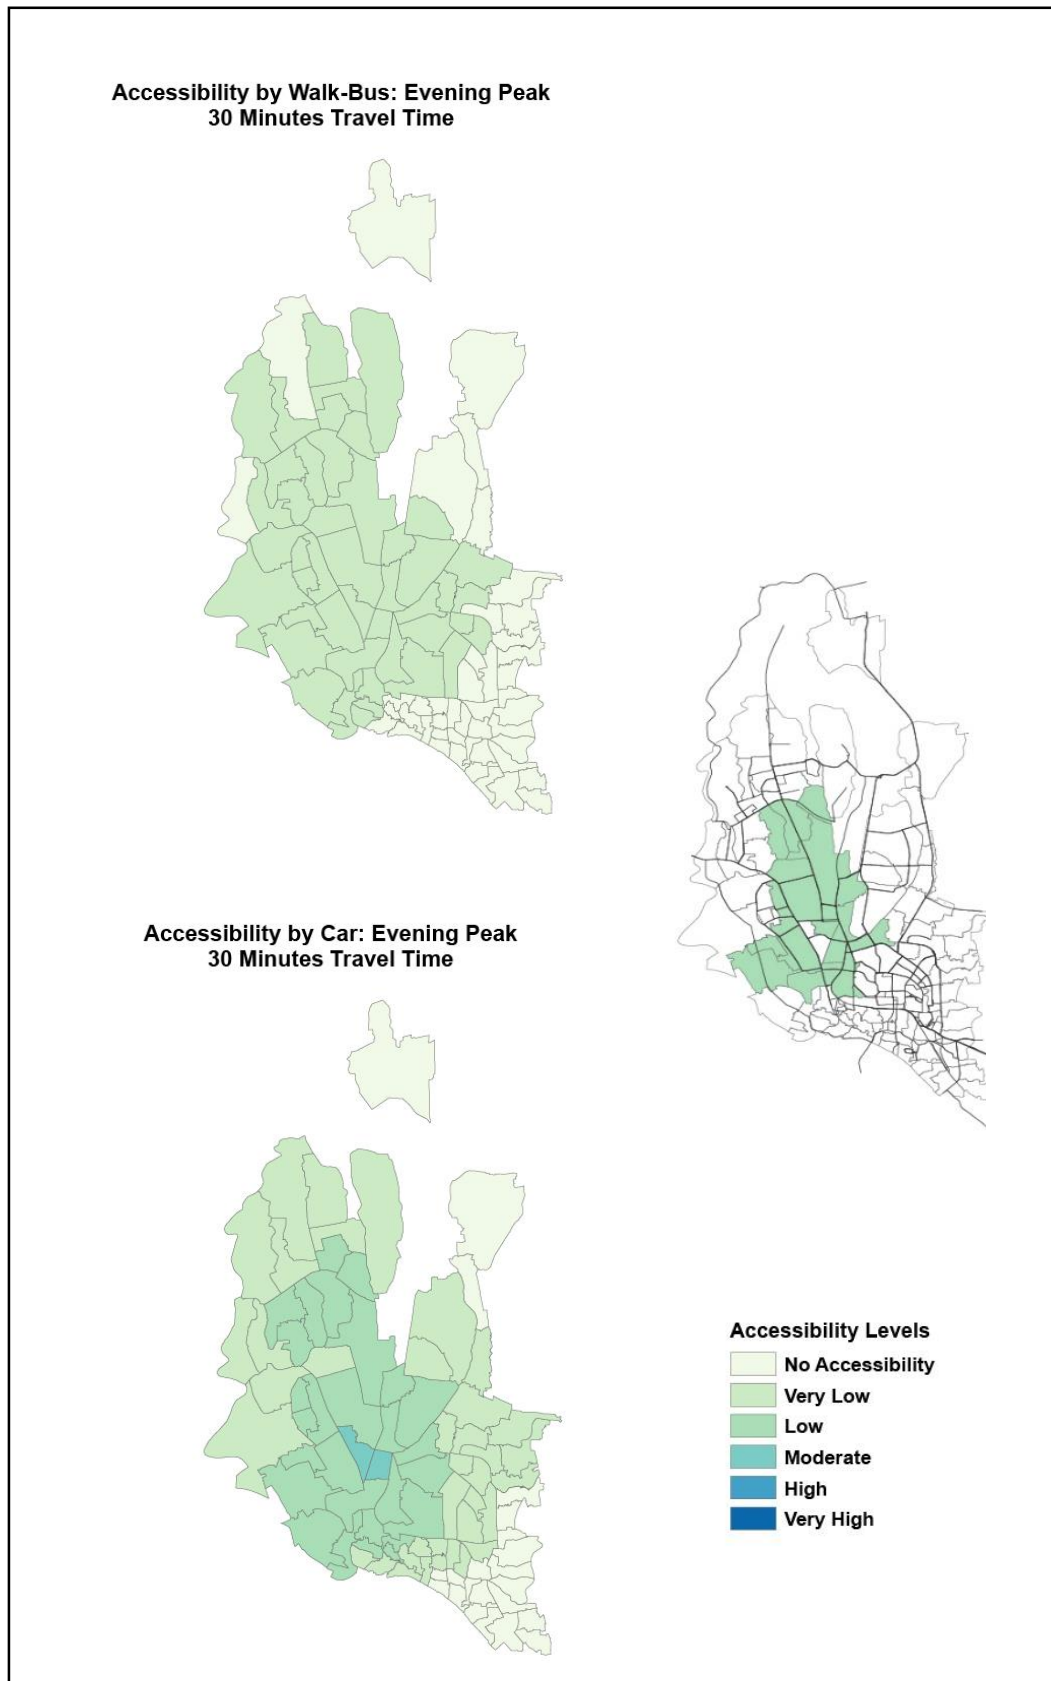 Accessibility by Walk-Bus: Evening Peak
30 Minutes Travel Time
Accessibility by Car: Evening Peak
30 Minutes Travel Time
Accessibility Levels
No Accessibility
Very Low
Low
Moderate
High
Very High